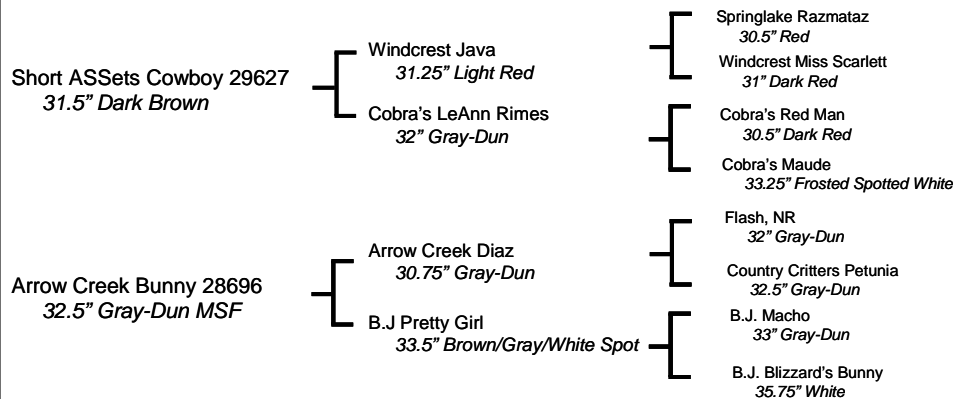 Short ASSets Cowboy 29627
31.5” Dark Brown
Windcrest Java
31.25” Light Red
Cobra’s LeAnn Rimes
32” Gray-Dun
Springlake Razmataz
30.5” Red
Windcrest Miss Scarlett
31” Dark Red
Cobra’s Red Man
30.5” Dark Red
Cobra’s Maude
33.25” Frosted Spotted White
Arrow Creek Bunny 28696
32.5” Gray-Dun MSF
Arrow Creek Diaz
30.75” Gray-Dun
B.J Pretty Girl
33.5” Brown/Gray/White Spot
Flash, NR
32” Gray-Dun
Country Critters Petunia
32.5” Gray-Dun
B.J. Macho
33” Gray-Dun
B.J. Blizzard’s Bunny
35.75” White